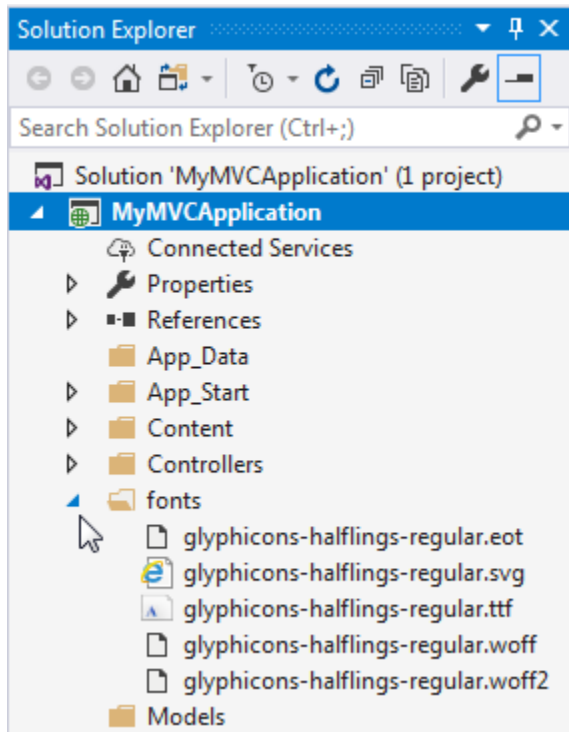 Solution Explorer
Search Solution Explorer (Ctrl+;)
Solution 'MyMVCApplication' (1 project)
MyMVCApplication
Connected Services
Properties
References
App_Data
App_Start
Content
Controllers
fonts
glyphicons-halflings-regular.eot
glyphicons-halflings-regular.svg
glyphicons-halflings-regular.ttf
glyphicons-halflings-regular.woff
glyphicons-halflings-regular.woff2
Models